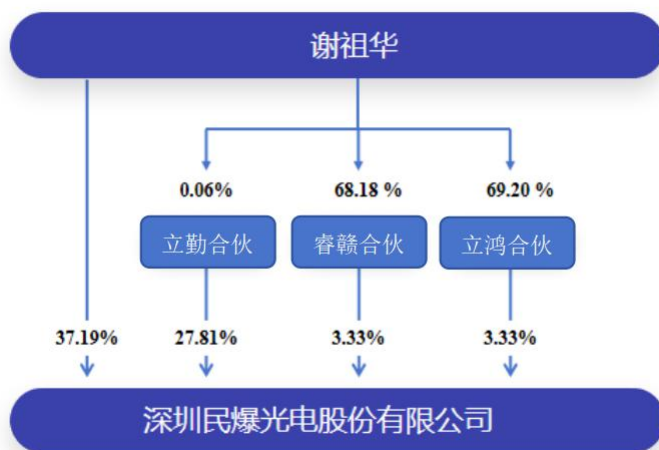 谢祖华
0.06% 68.18 % 69.20 %
立勤合伙 睿赣合伙 立鸿合伙
37.19% 27.81% 3.33% 3.33%
深圳民爆光电股份有限公司